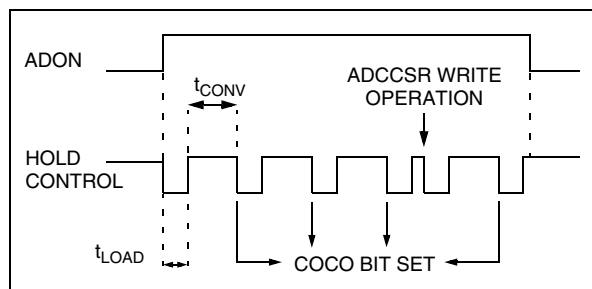 ADON
tCONV
ADCCSR WRITE
OPERATION
HOLD
CONTROL
tLOAD
COCO BIT SET